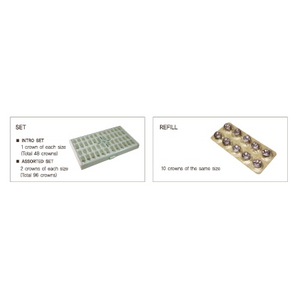 SET
■ INTRO SET
1 crown of each size
(Total 48 crowns)
■ ASSORTED SET
2 crowns of each size
(Total 96 crowns)
REFILL
10 crowns of the same size